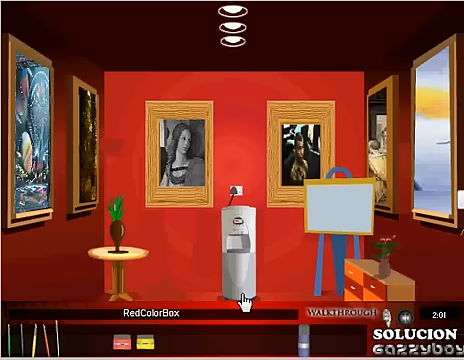 RedColorBox
WALKTHROUGH
2:01
SOLUCION
Gazzyboy